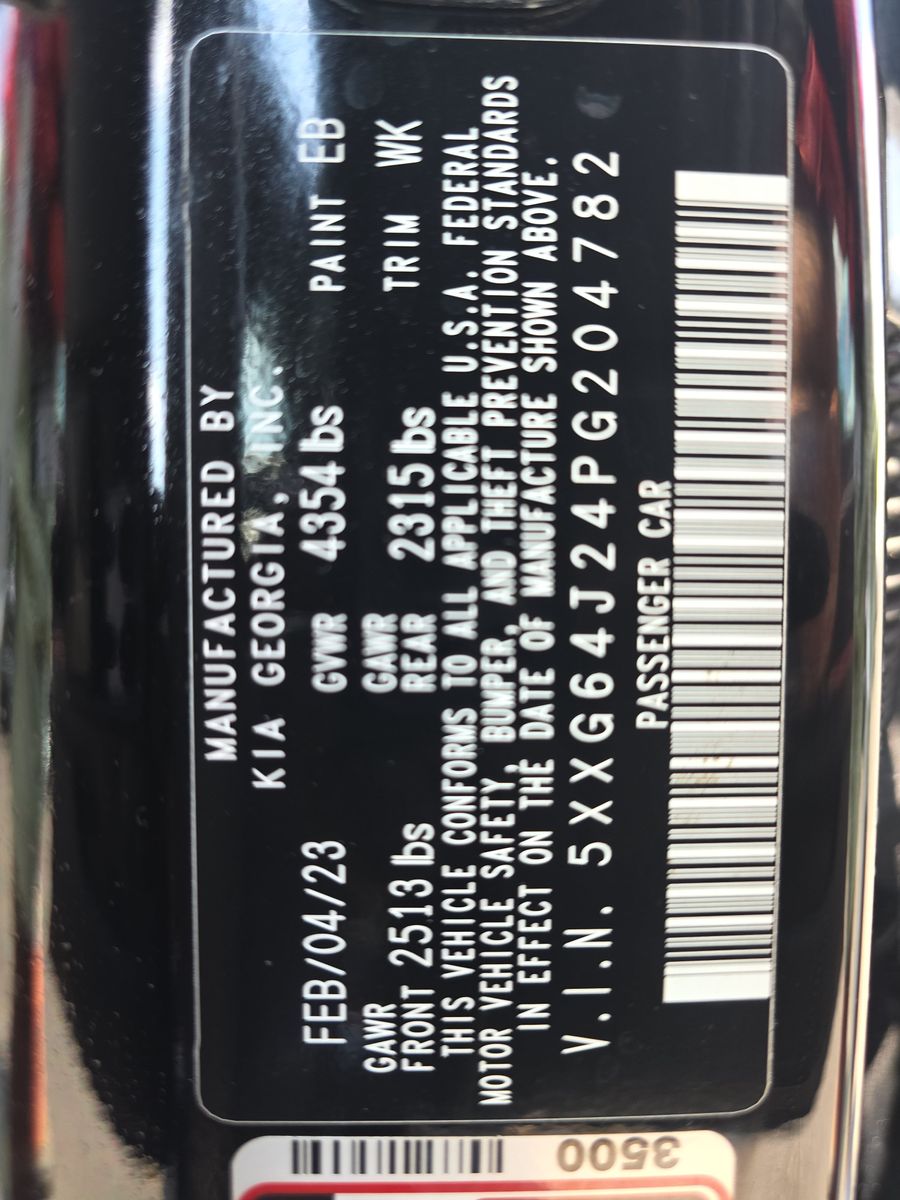 MANUFACTURED BY
KIA GEORGIA, INC.
FEB/04/23 GVWR 4354 lbs PAINT EB
GAWR GAWR
FRONT 2513 lbs REAR 2315 lbs TRIM WK
THIS VEHICLE CONFORMS TO ALL APPLICABLE U.S.A. FEDERAL
MOTOR VEHICLE SAFETY, BUMPER, AND THEFT PREVENTION STANDARDS
IN EFFECT ON THE DATE OF MANUFACTURE SHOWN ABOVE.
V.I.N. 5XXG64J24PG204782
PASSENGER CAR
3500